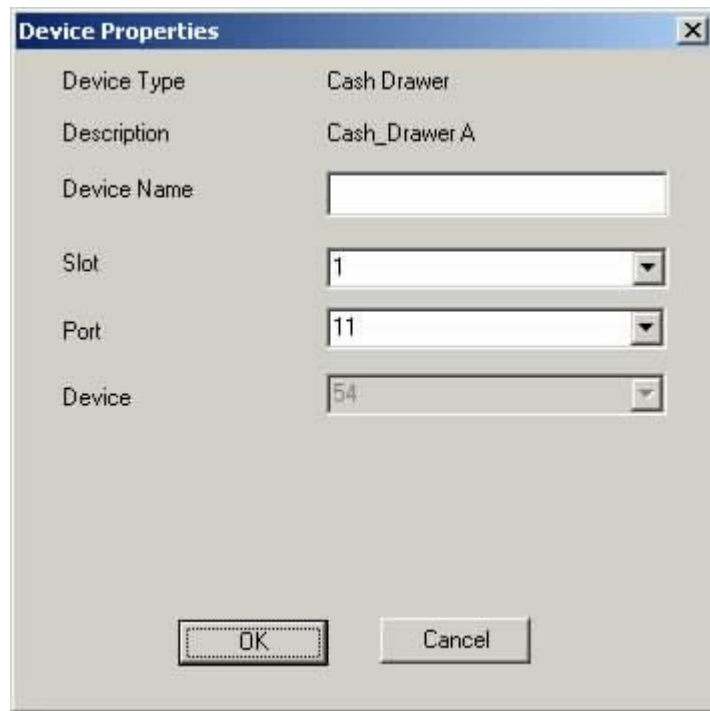 Device Properties
Device Type Cash Drawer
Description Cash_Drawer A
Device Name
Slot 1
Port 11
Device 54
OK Cancel